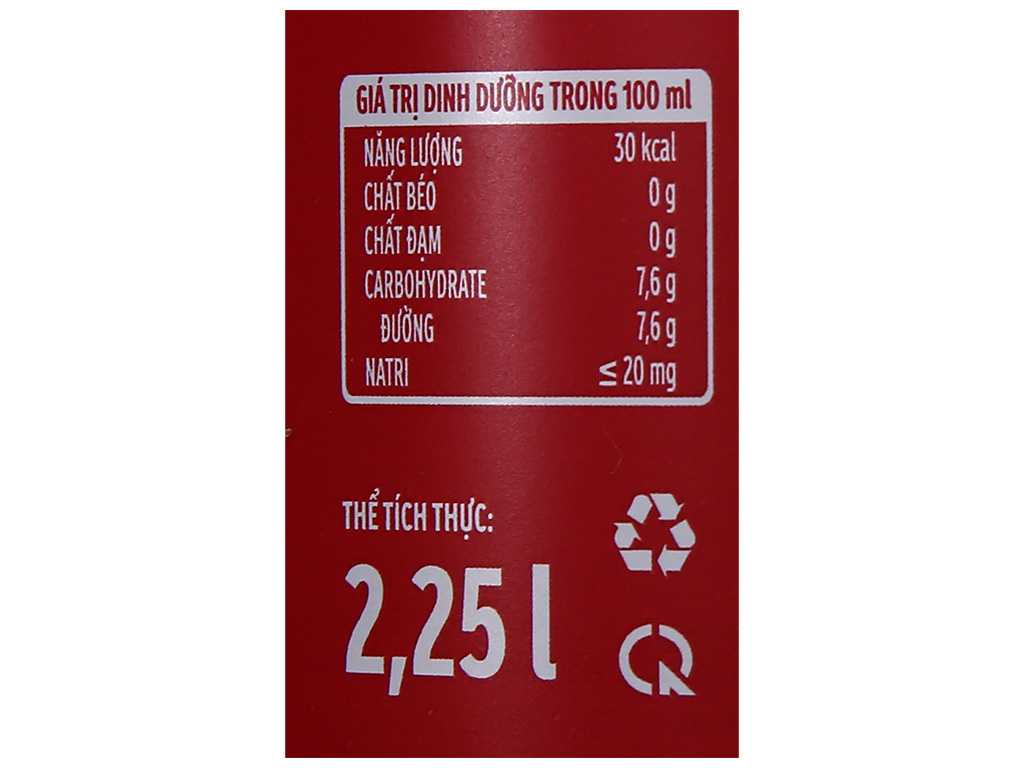 GIÁ TRỊ DINH DƯỠNG TRONG 100 ml
NĂNG LƯỢNG 30 kcal
CHẤT BÉO 0 g
CHẤT ĐẠM 0 g
CARBOHYDRATE 7,6 g
ĐƯỜNG 7,6 g
NATRI ≤ 20 mg
THỂ TÍCH THỰC:
2,25 l